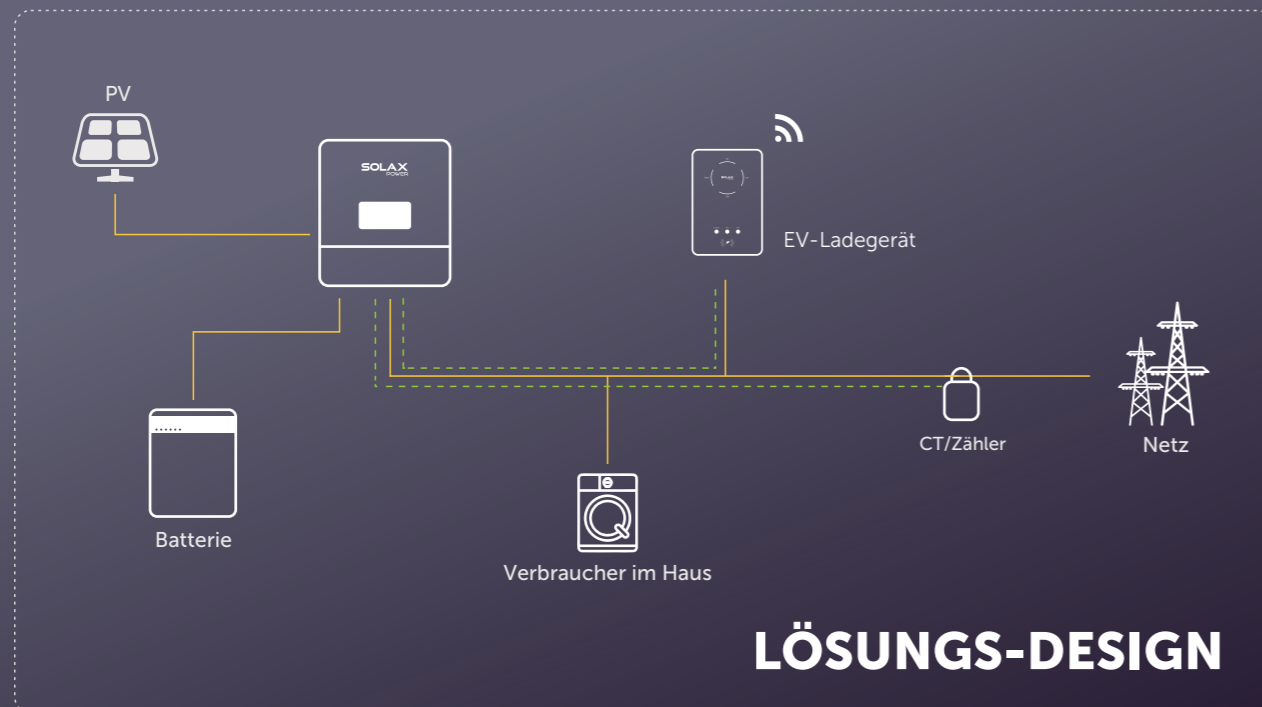 PV
SOLAX
POWER
EV-Ladegerät
CT/Zähler
Netz
Batterie
Verbraucher im Haus
LÖSUNGS-DESIGN